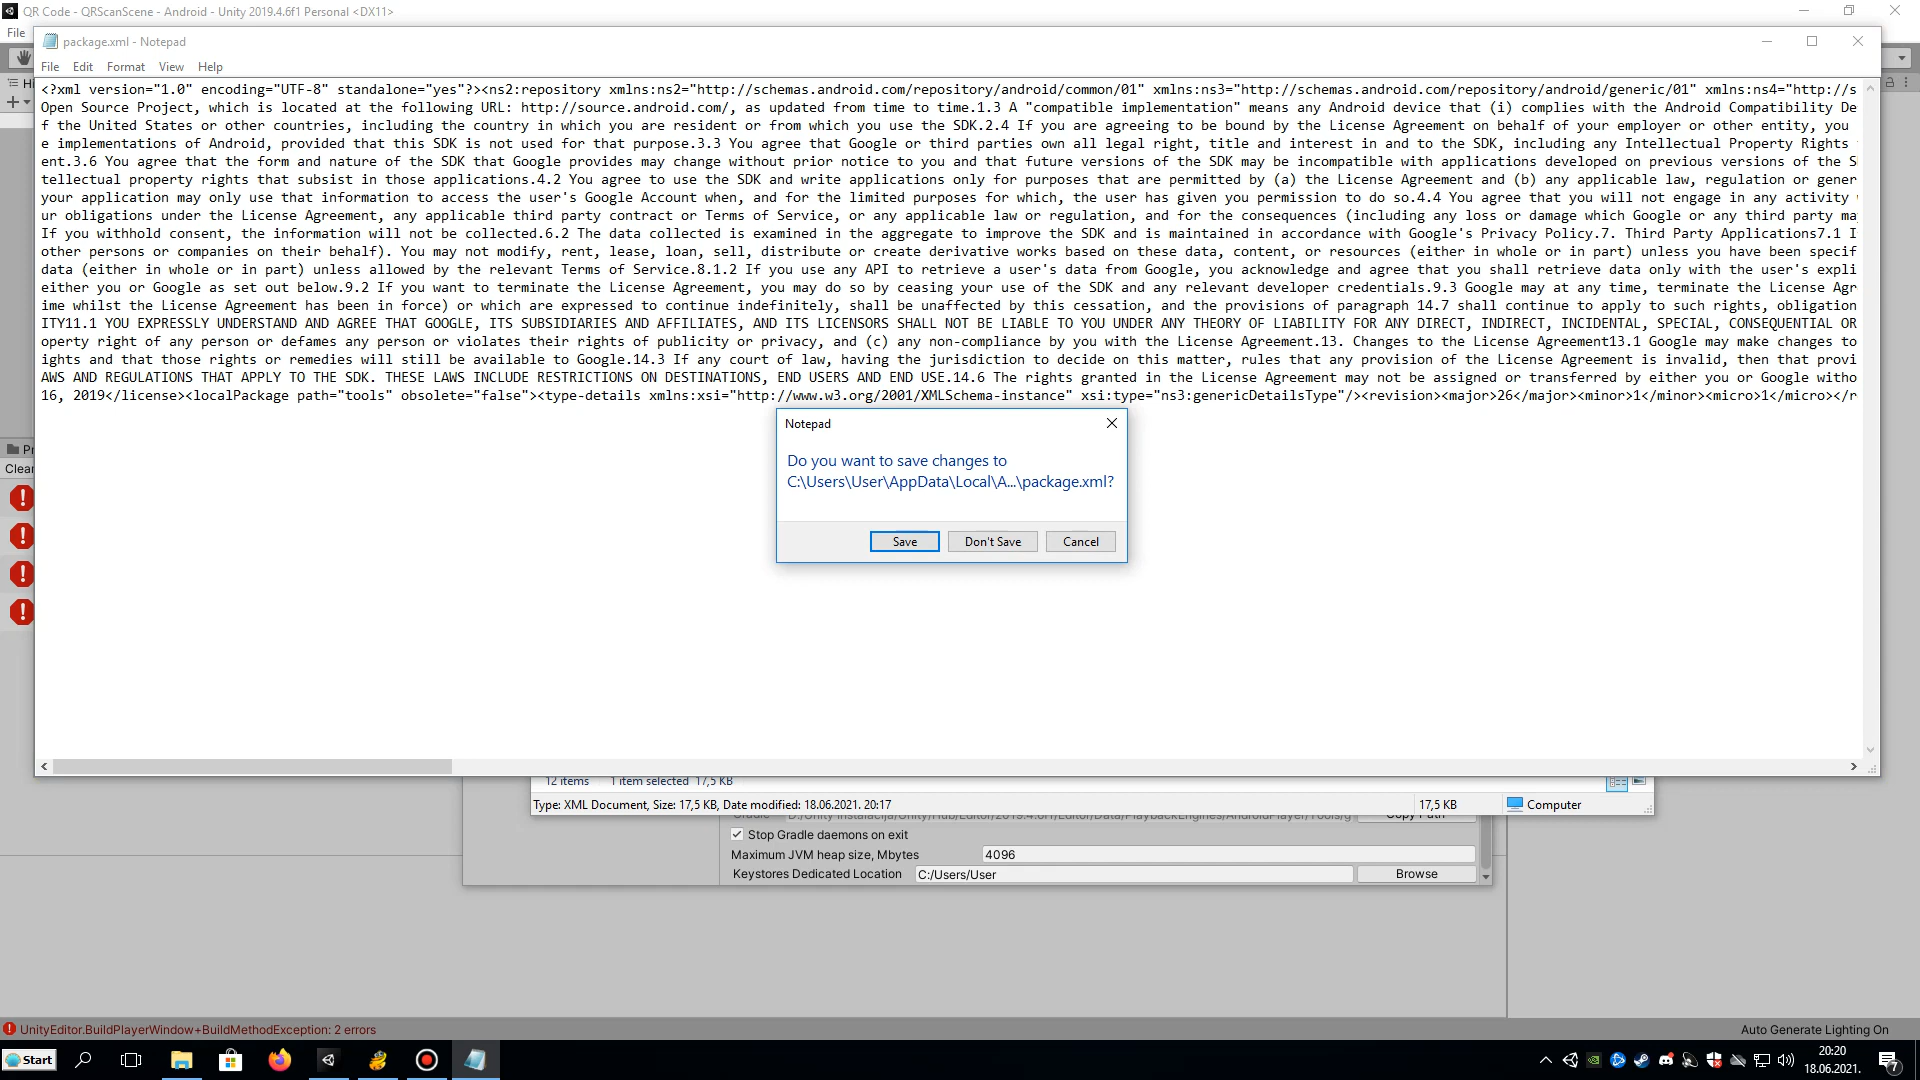 QR Code - QRScanScene - Android - Unity 2019.4.6f1 Personal <DX11>
File
package.xml - Notepad
File Edit Format View Help
<?xml version="1.0" encoding="UTF-8" standalone="yes"?><ns2:repository xmlns:ns2="http://schemas.android.com/repository/android/common/01" xmlns:ns3="http://schemas.android.com/repository/android/generic/01" xmlns:ns4="http://s
Open Source Project, which is located at the following URL: http://source.android.com/, as updated from time to time.1.3 A "compatible implementation" means any Android device that (i) complies with the Android Compatibility De
f the United States or other countries, including the country in which you are resident or from which you use the SDK.2.4 If you are agreeing to be bound by the License Agreement on behalf of your employer or other entity, you
e implementations of Android, provided that this SDK is not used for that purpose.3.3 You agree that Google or third parties own all legal right, title and interest in and to the SDK, including any Intellectual Property Rights
ent.3.6 You agree that the form and nature of the SDK that Google provides may change without prior notice to you and that future versions of the SDK may be incompatible with applications developed on previous versions of the S
tellectual property rights that subsist in those applications.4.2 You agree to use the SDK and write applications only for purposes that are permitted by (a) the License Agreement and (b) any applicable law, regulation or gener
your application may only use that information to access the user's Google Account when, and for the limited purposes for which, the user has given you permission to do so.4.4 You agree that you will not engage in any activity
ur obligations under the License Agreement, any applicable third party contract or Terms of Service, or any applicable law or regulation, and for the consequences (including any loss or damage which Google or any third party ma
If you withhold consent, the information will not be collected.6.2 The data collected is examined in the aggregate to improve the SDK and is maintained in accordance with Google's Privacy Policy.7. Third Party Applications7.1 I
other persons or companies on their behalf). You may not modify, rent, lease, loan, sell, distribute or create derivative works based on these data, content, or resources (either in whole or in part) unless you have been specif
data (either in whole or in part) unless allowed by the relevant Terms of Service.8.1.2 If you use any API to retrieve a user's data from Google, you acknowledge and agree that you shall retrieve data only with the user's expli
either you or Google as set out below.9.2 If you want to terminate the License Agreement, you may do so by ceasing your use of the SDK and any relevant developer credentials.9.3 Google may at any time, terminate the License Agr
ime whilst the License Agreement has been in force) or which are expressed to continue indefinitely, shall be unaffected by this cessation, and the provisions of paragraph 14.7 shall continue to apply to such rights, obligation
ITY11.1 YOU EXPRESSLY UNDERSTAND AND AGREE THAT GOOGLE, ITS SUBSIDIARIES AND AFFILIATES, AND ITS LICENSORS SHALL NOT BE LIABLE TO YOU UNDER ANY THEORY OF LIABILITY FOR ANY DIRECT, INDIRECT, INCIDENTAL, SPECIAL, CONSEQUENTIAL OR
operty right of any person or defames any person or violates their rights of publicity or privacy, and (c) any non-compliance by you with the License Agreement.13. Changes to the License Agreement13.1 Google may make changes to
ights and that those rights or remedies will still be available to Google.14.3 If any court of law, having the jurisdiction to decide on this matter, rules that any provision of the License Agreement is invalid, then that provi
AWS AND REGULATIONS THAT APPLY TO THE SDK. THESE LAWS INCLUDE RESTRICTIONS ON DESTINATIONS, END USERS AND END USE.14.6 The rights granted in the License Agreement may not be assigned or transferred by either you or Google witho
16, 2019</license><localPackage path="tools" obsolete="false"><type-details xmlns:xsi="http://www.w3.org/2001/XMLSchema-instance" xsi:type="ns3:genericDetailsType"/><revision><major>26</major><minor>1</minor><micro>1</micro></r
Notepad
Do you want to save changes to
C:\Users\User\AppData\Local\A...\package.xml?
Save Don't Save Cancel
Clear
12 items 1 item selected 17,5 KB
Type: XML Document, Size: 17,5 KB, Date modified: 18.06.2021. 20:17 17,5 KB Computer
Stop Gradle daemons on exit
Maximum JVM heap size, Mbytes 4096
Keystores Dedicated Location C:/Users/User Browse
UnityEditor.BuildPlayerWindow+BuildMethodException: 2 errors
Auto Generate Lighting On
Start
20:20
18.06.2021.
7